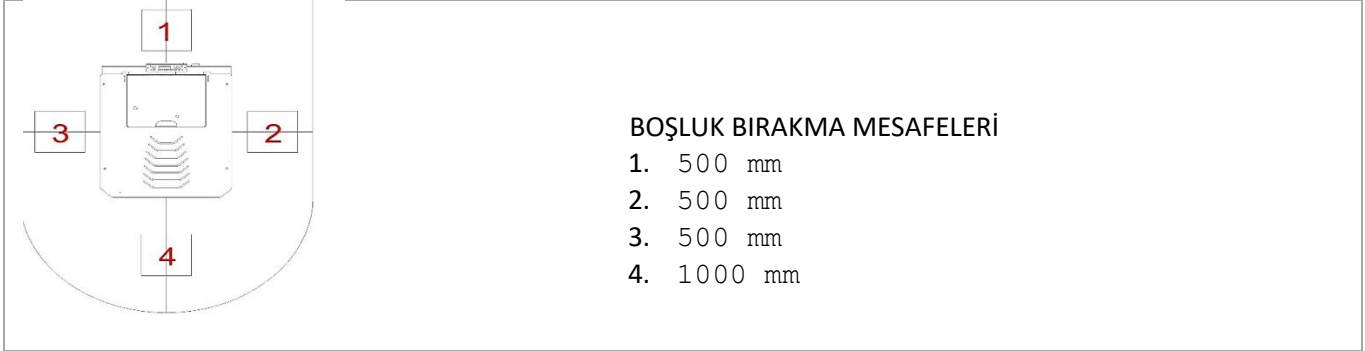 1
3
2
4
BOŞLUK BIRAKMA MESAFELERİ
1. 500 mm
2. 500 mm
3. 500 mm
4. 1000 mm